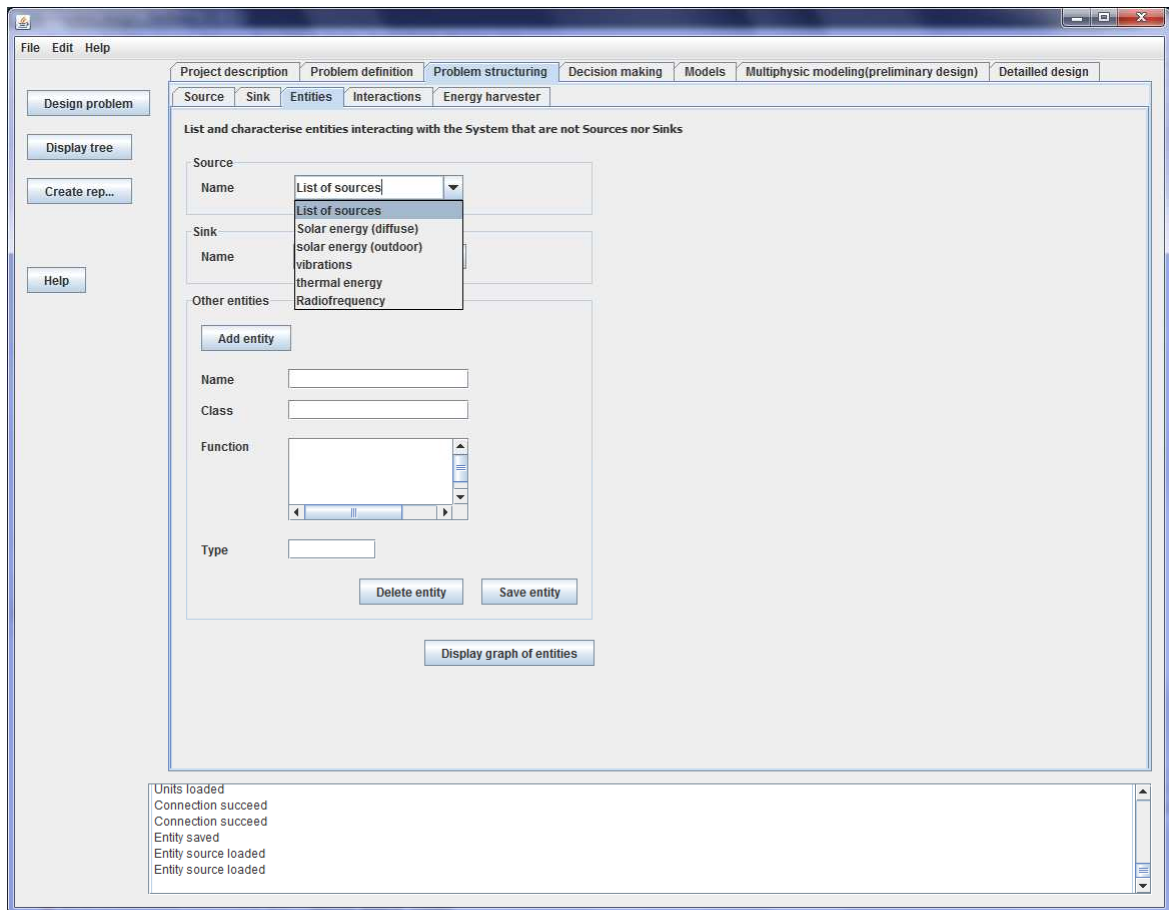 File Edit Help
Project description Problem definition Problem structuring Decision making Models Multiphysic modeling(preliminary design) Detailled design
Source Sink Entities Interactions Energy harvester
Design problem
Display tree
Create rep...
Help
List and characterise entities interacting with the System that are not Sources nor Sinks
Source
Name List of sources
List of sources
Solar energy (diffuse)
solar energy (outdoor)
vibrations
thermal energy
Radiofrequency
Sink
Name
Other entities
Add entity
Name
Class
Function
Type
Delete entity Save entity
Display graph of entities
Units loaded
Connection succeed
Connection succeed
Entity saved
Entity source loaded
Entity source loaded